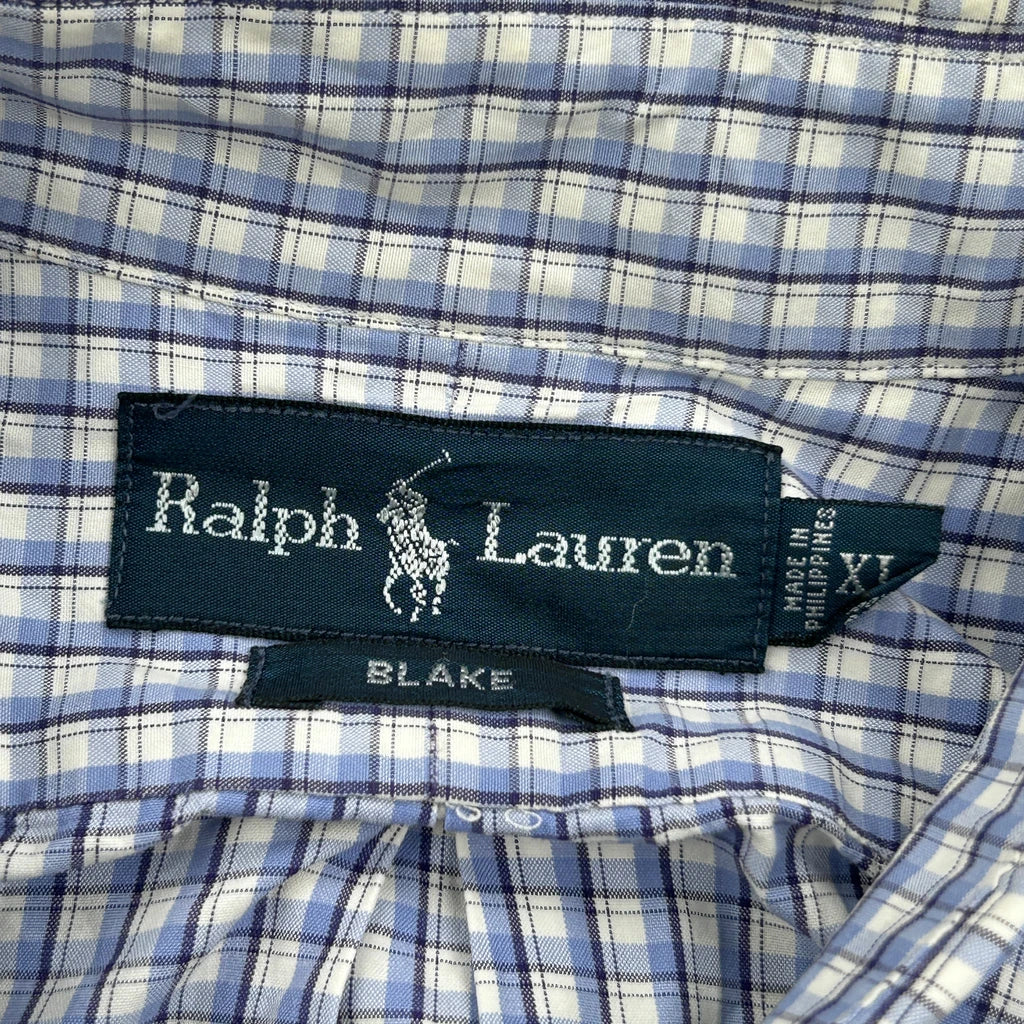 Ralph Lauren
MADE IN
PHILIPPINES
XL
BLAKE